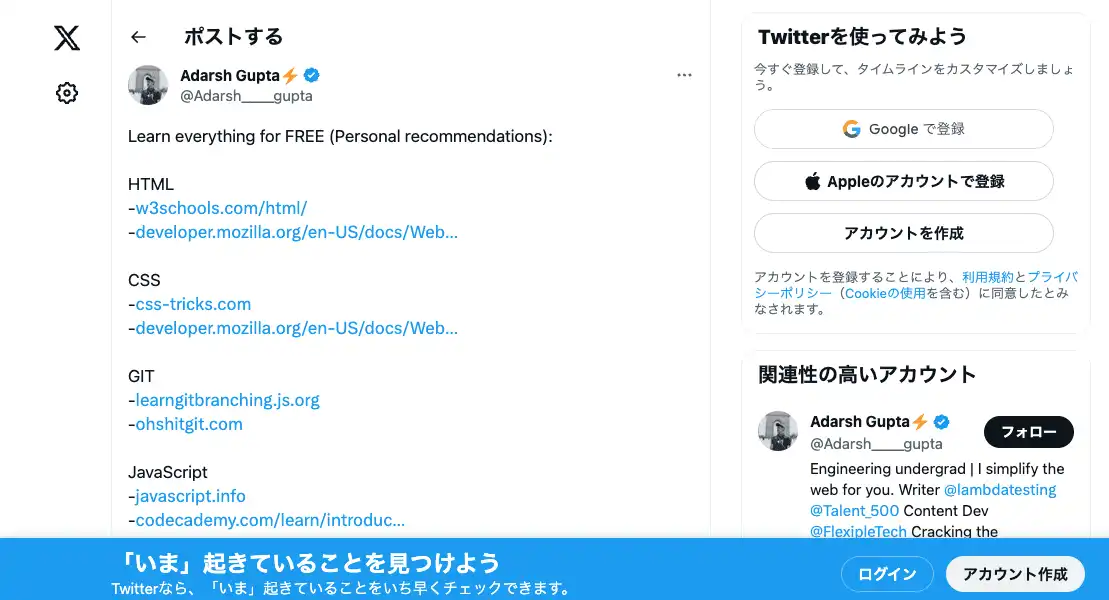 ポストする
Adarsh Gupta⚡
@Adarsh____gupta
Learn everything for FREE (Personal recommendations):
HTML
-w3schools.com/html/
-developer.mozilla.org/en-US/docs/Web…
CSS
-css-tricks.com
-developer.mozilla.org/en-US/docs/Web…
GIT
-learngitbranching.js.org
-ohshitgit.com
JavaScript
-javascript.info
-codecademy.com/learn/introduc…
Twitterを使ってみよう
今すぐ登録して、タイムラインをカスタマイズしましょ
う。
Google で登録
Appleのアカウントで登録
アカウントを作成
アカウントを登録することにより、利用規約とプライバ
シーポリシー（Cookieの使用を含む）に同意したとみ
なされます。
関連性の高いアカウント
Adarsh Gupta⚡
@Adarsh____gupta
フォロー
Engineering undergrad | I simplify the
web for you. Writer @lambdatesting
@Talent_500 Content Dev
@FlexipleTech Cracking the
「いま」起きていることを見つけよう
Twitterなら、「いま」起きていることをいち早くチェックできます。
ログイン
アカウント作成